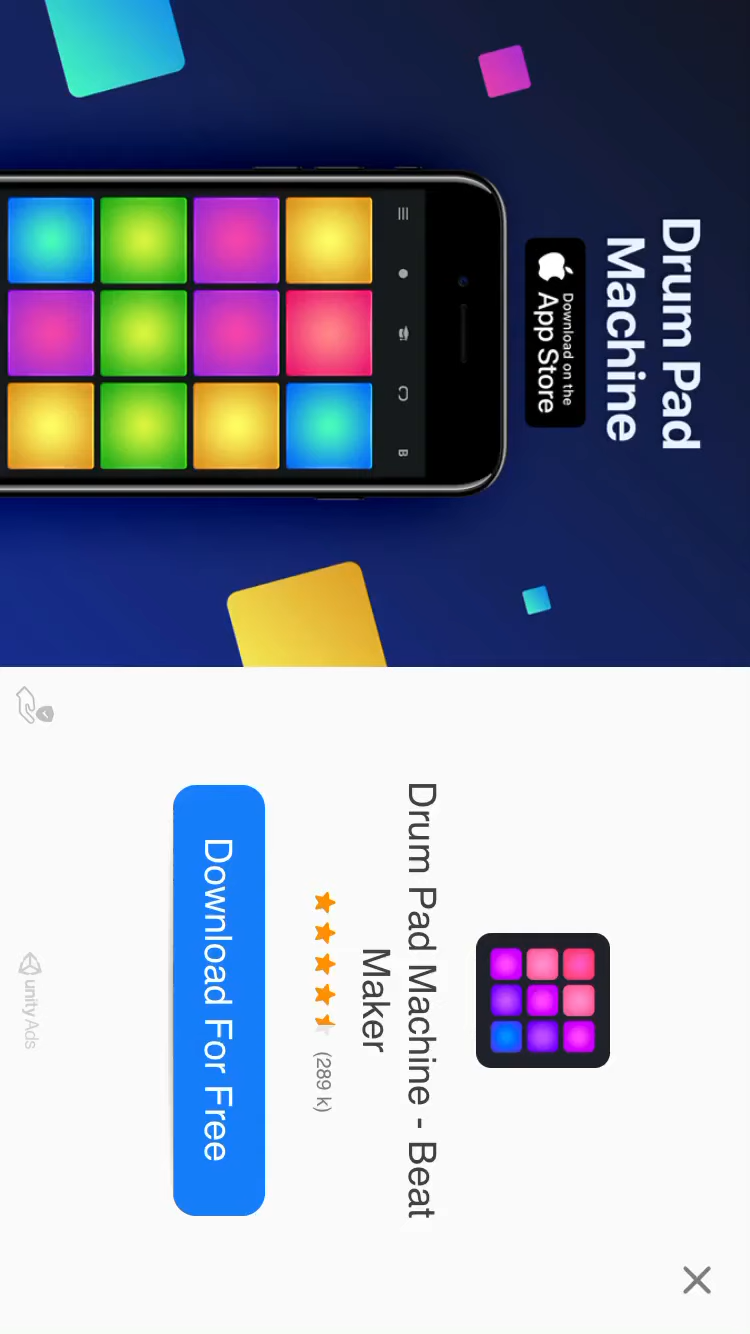 Drum Pad
Machine
Download on the
App Store
B
Drum Pad Machine - Beat
Maker
(289 k)
Download For Free
unity Ads